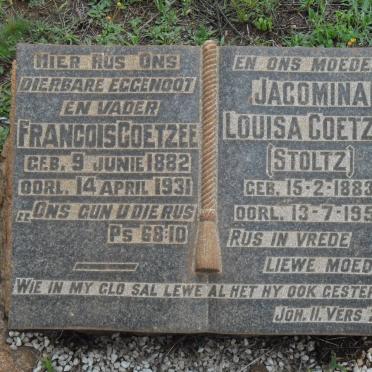 HIER RUS ONS
DIERBARE EGGENOOT
EN VADER
FRANCOIS COETZEE
GEB. 9 JUNIE 1882
OORL. 14 APRIL 1931
„ONS GUN U DIE RUS
PS 68:10
EN ONS MOEDE
JACOMINA
LOUISA COETZ
(STOLTZ)
GEB. 15-2-1883
OORL. 13-7-195
RUS IN VREDE
LIEWE MOED
WIE IN MY GLO SAL LEWE AL HET HY OOK GESTER
JOH. II. VERS